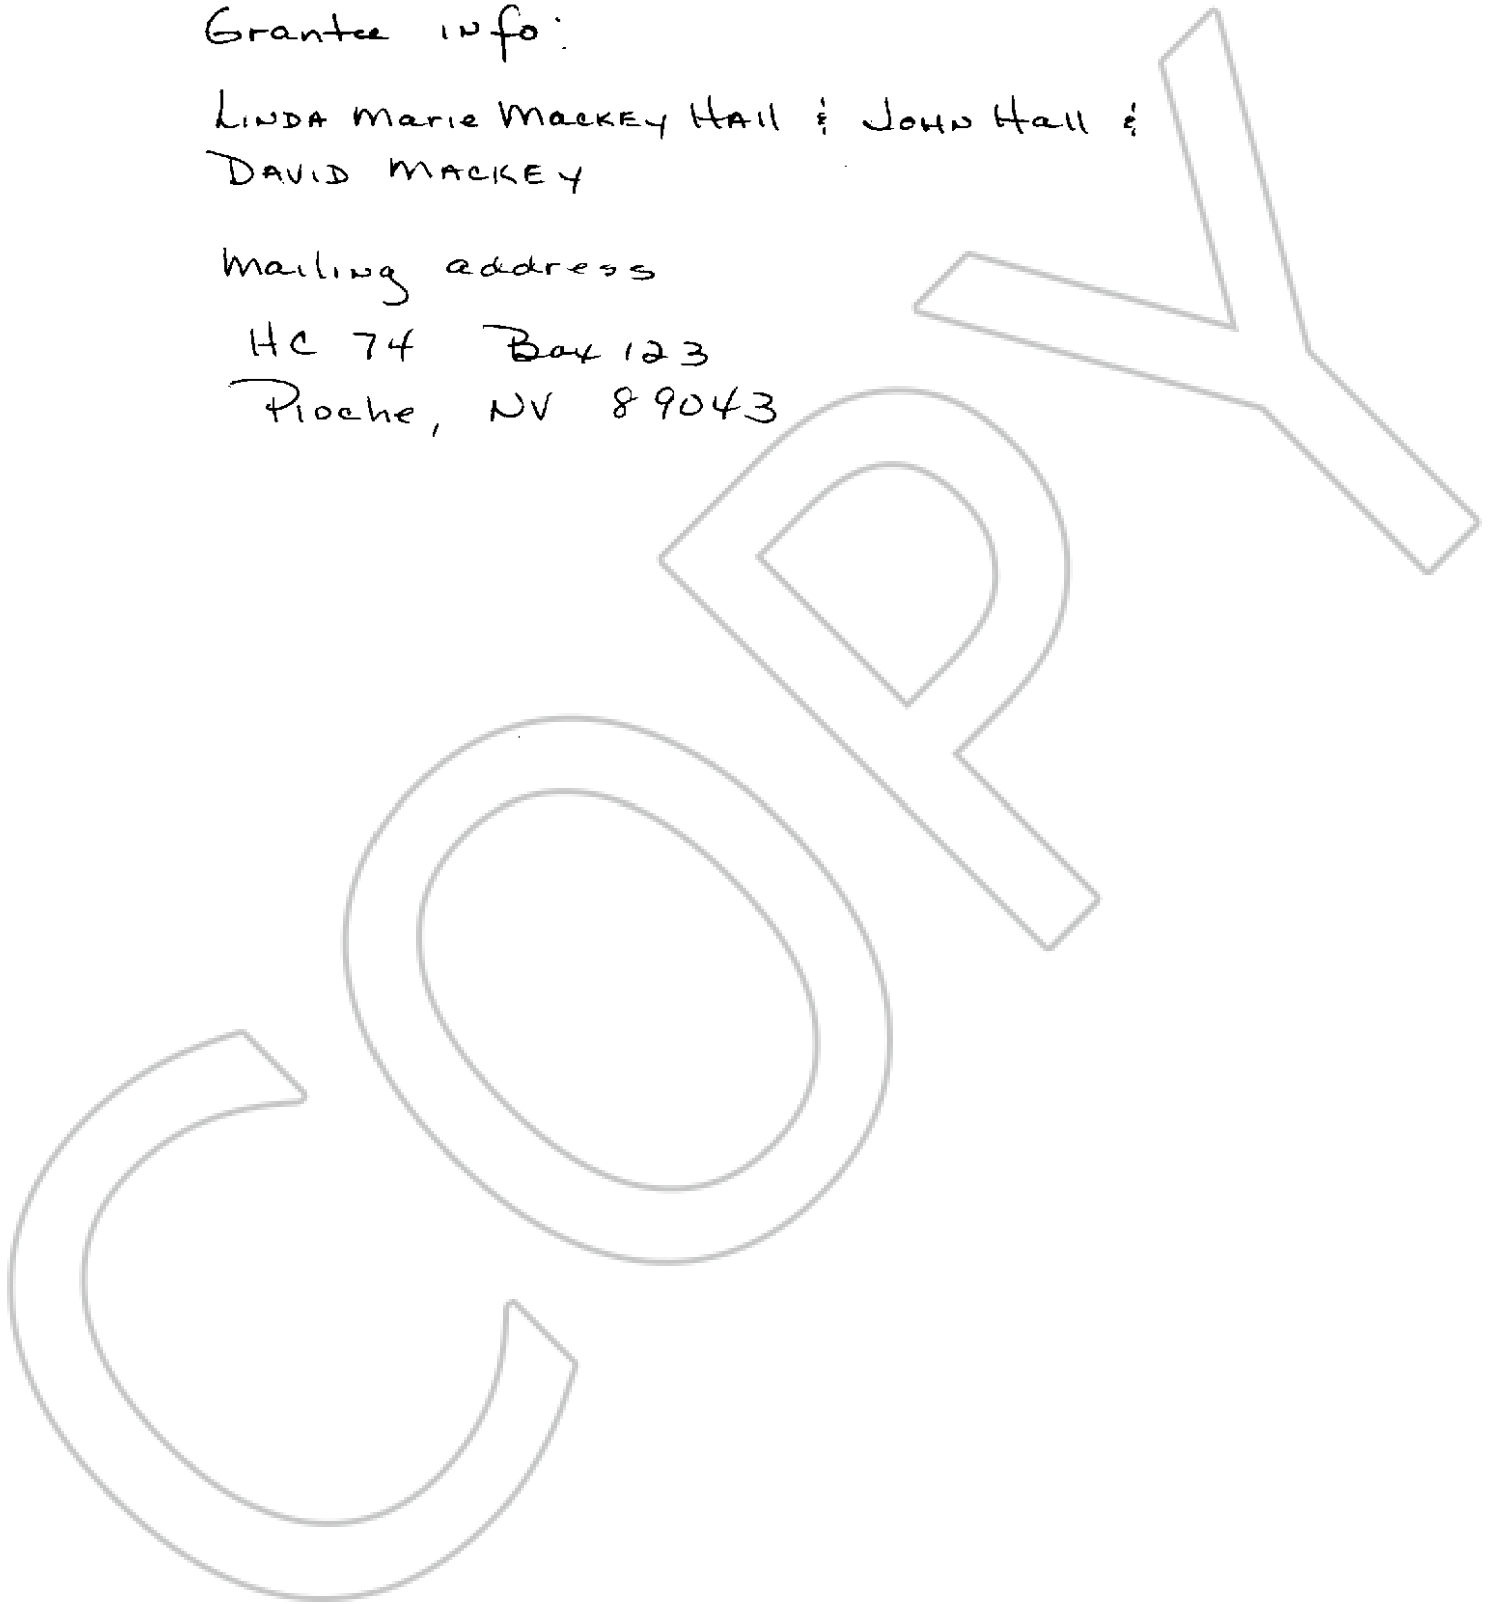 Grantee info:
LINDA Marie Mackey Hall & John Hall &
DAVID MACKEY
Mailing address
HC 74 Box 123
Pioche, NV 89043
COPY